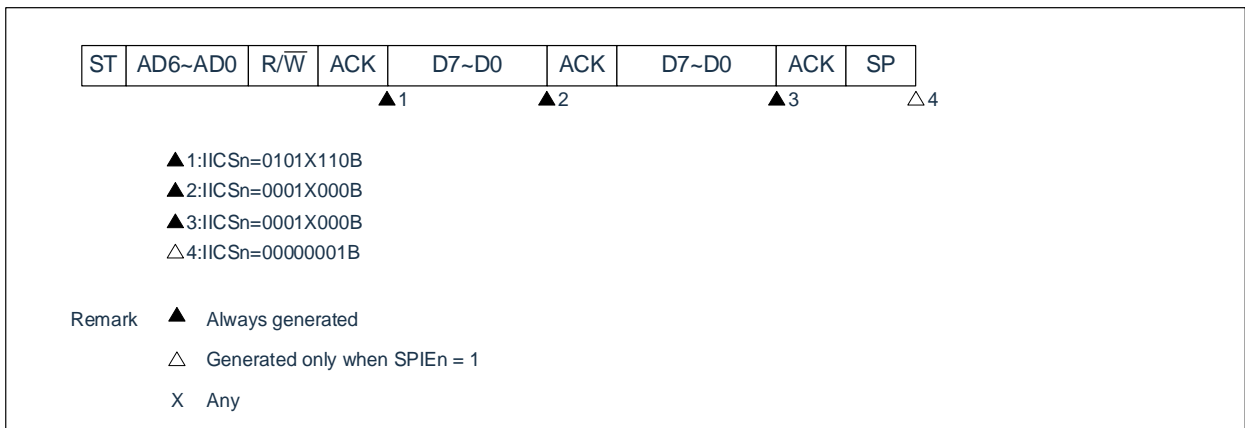 ST AD6~AD0 R/W̅ ACK D7~D0 ACK D7~D0 ACK SP
▲1 ▲2 ▲3 △4
▲1:IICSn=0101X110B
▲2:IICSn=0001X000B
▲3:IICSn=0001X000B
△4:IICSn=00000001B
Remark ▲ Always generated
△ Generated only when SPIEn = 1
X Any